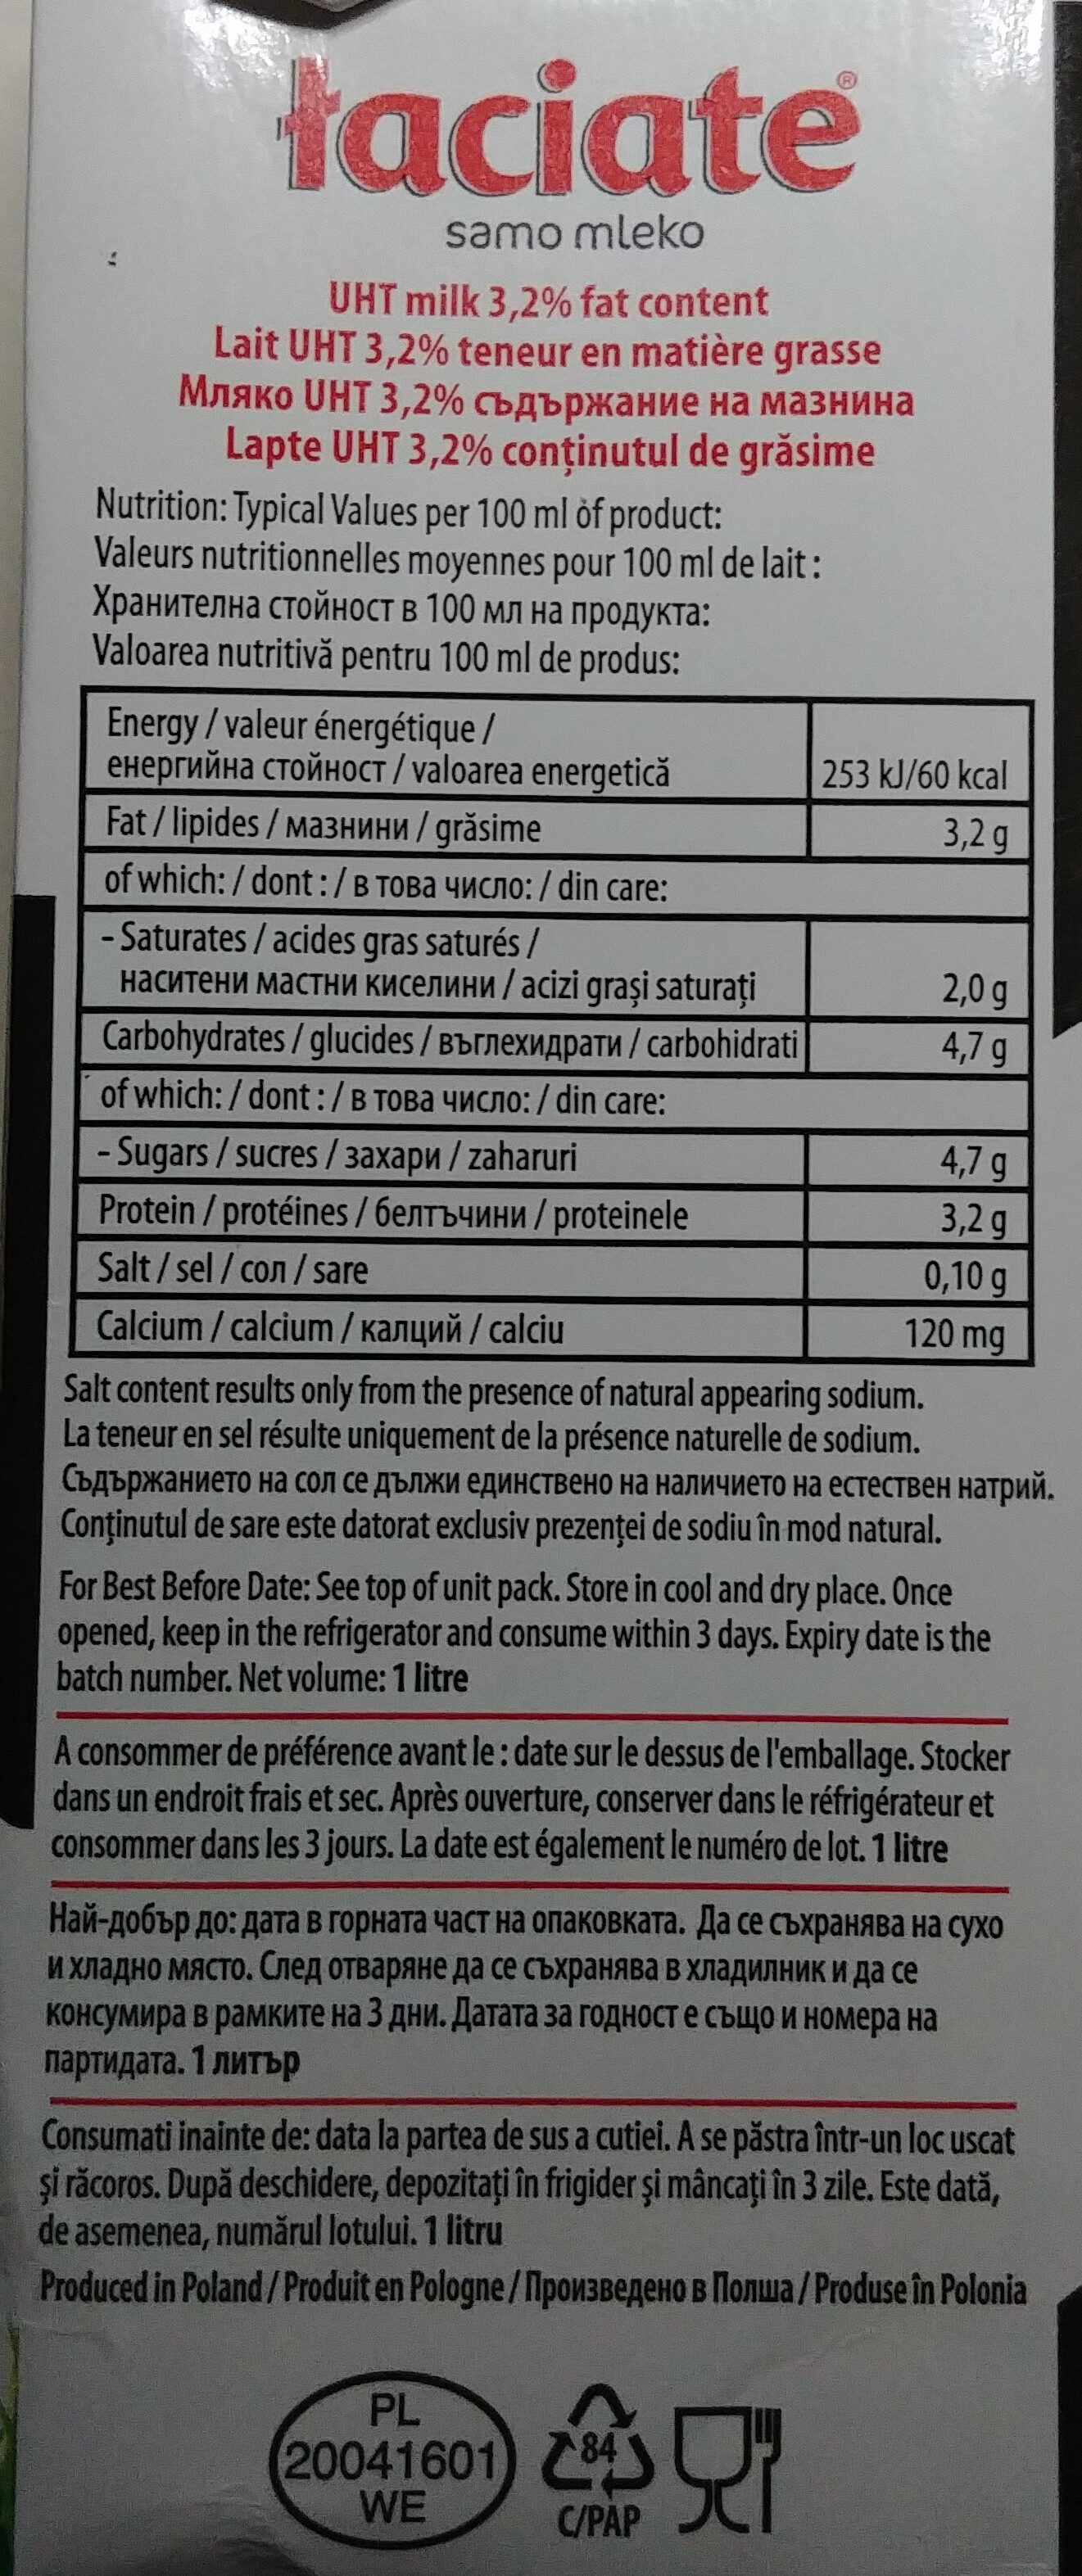 łaciate®
samo mleko
UHT milk 3,2% fat content
Lait UHT 3,2% teneur en matière grasse
Мляко UHT 3,2% съдържание на мазнина
Lapte UHT 3,2% conținutul de grăsime
Nutrition: Typical Values per 100 ml of product:
Valeurs nutritionnelles moyennes pour 100 ml de lait :
Хранителна стойност в 100 мл на продукта:
Valoarea nutritivă pentru 100 ml de produs:
Energy / valeur énergétique /
енергийна стойност / valoarea energetică 253 kJ/60 kcal
Fat / lipides / мазнини / grăsime 3,2 g
of which: / dont : / в това число: / din care:
- Saturates / acides gras saturés /
наситени мастни киселини / acizi grași saturați 2,0 g
Carbohydrates / glucides / въглехидрати / carbohidrati 4,7 g
of which: / dont : / в това число: / din care:
- Sugars / sucres / захари / zaharuri 4,7 g
Protein / protéines / белтъчини / proteinele 3,2 g
Salt / sel / сол / sare 0,10 g
Calcium / calcium / калций / calciu 120 mg
Salt content results only from the presence of natural appearing sodium.
La teneur en sel résulte uniquement de la présence naturelle de sodium.
Съдържанието на сол се дължи единствено на наличието на естествен натрий.
Conținutul de sare este datorat exclusiv prezenței de sodiu în mod natural.
For Best Before Date: See top of unit pack. Store in cool and dry place. Once
opened, keep in the refrigerator and consume within 3 days. Expiry date is the
batch number. Net volume: 1 litre
A consommer de préférence avant le : date sur le dessus de l'emballage. Stocker
dans un endroit frais et sec. Après ouverture, conserver dans le réfrigérateur et
consommer dans les 3 jours. La date est également le numéro de lot. 1 litre
Най-добър до: дата в горната част на опаковката. Да се съхранява на сухо
и хладно място. След отваряне да се съхранява в хладилник и да се
консумира в рамките на 3 дни. Датата за годност е също и номера на
партидата. 1 литър
Consumati inainte de: data la partea de sus a cutiei. A se păstra într-un loc uscat
și răcoros. După deschidere, depozitați în frigider și mâncați în 3 zile. Este dată,
de asemenea, numărul lotului. 1 litru
Produced in Poland / Produit en Pologne / Произведено в Полша / Produse în Polonia
PL
20041601
WE
84
C/PAP